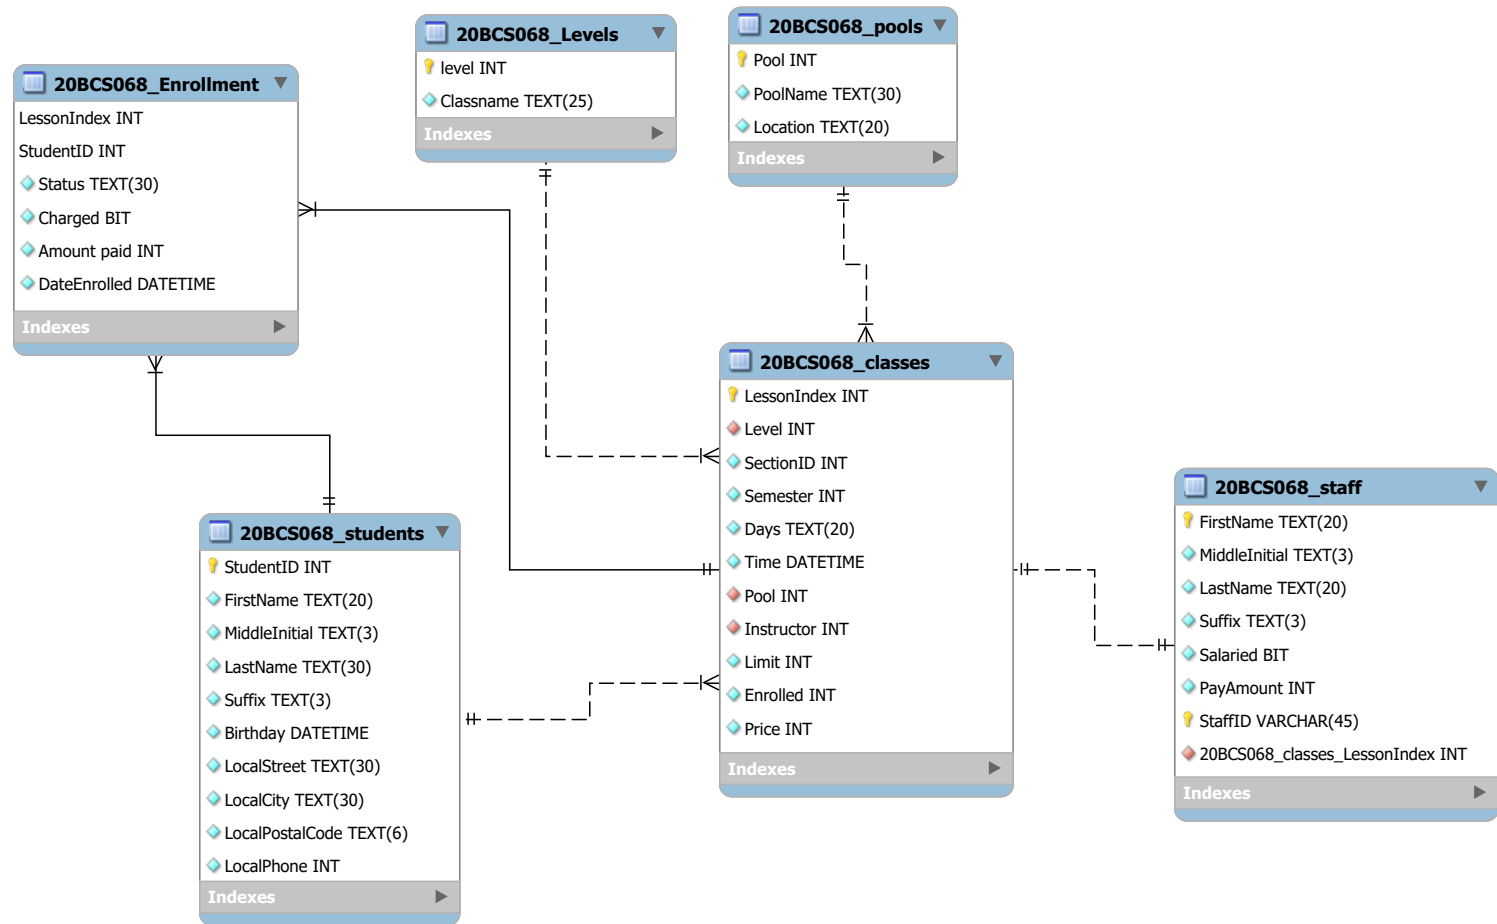 20BCS068_Enrollment
LessonIndex INT
StudentID INT
Status TEXT(30)
Charged BIT
Amount paid INT
DateEnrolled DATETIME
Indexes
20BCS068_Levels
level INT
Classname TEXT(25)
Indexes
20BCS068_pools
Pool INT
PoolName TEXT(30)
Location TEXT(20)
Indexes
20BCS068_students
StudentID INT
FirstName TEXT(20)
MiddleInitial TEXT(3)
LastName TEXT(30)
Suffix TEXT(3)
Birthday DATETIME
LocalStreet TEXT(30)
LocalCity TEXT(30)
LocalPostalCode TEXT(6)
LocalPhone INT
Indexes
20BCS068_classes
LessonIndex INT
Level INT
SectionID INT
Semester INT
Days TEXT(20)
Time DATETIME
Pool INT
Instructor INT
Limit INT
Enrolled INT
Price INT
Indexes
20BCS068_staff
FirstName TEXT(20)
MiddleInitial TEXT(3)
LastName TEXT(20)
Suffix TEXT(3)
Salaried BIT
PayAmount INT
StaffID VARCHAR(45)
20BCS068_classes_LessonIndex INT
Indexes